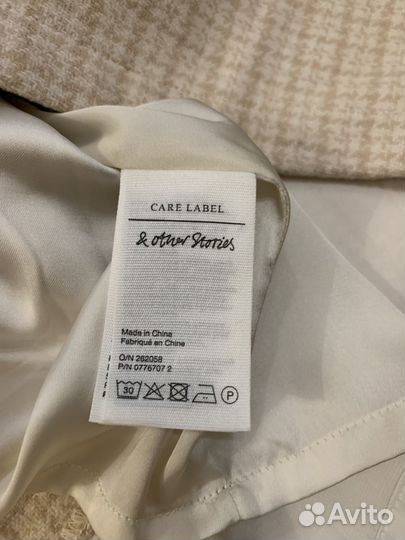 CARE LABEL
& other Stories
Made in China
Fabriqué en Chine
O/N 262058
P/N 0776707 2
30 P
Avito